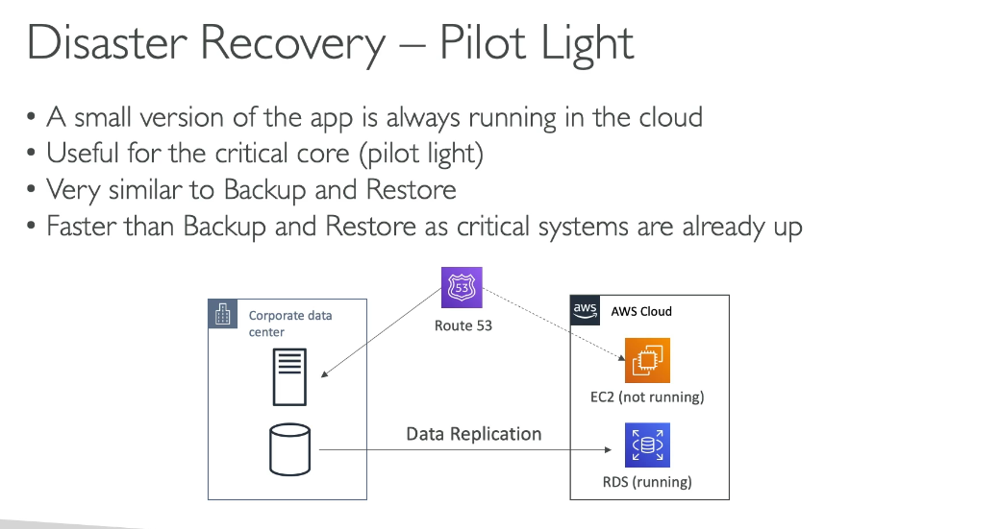 Disaster Recovery – Pilot Light
• A small version of the app is always running in the cloud
• Useful for the critical core (pilot light)
• Very similar to Backup and Restore
• Faster than Backup and Restore as critical systems are already up
53
Route 53
Corporate data
center
aws
AWS Cloud
EC2 (not running)
Data Replication
RDS (running)